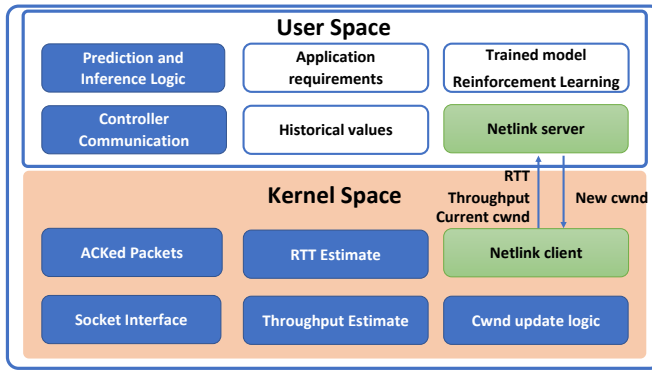 User Space
Prediction and
Inference Logic
Application
requirements
Trained model
Reinforcement Learning
Controller
Communication
Historical values
Netlink server
RTT
Throughput
Current cwnd
New cwnd
Kernel Space
ACKed Packets
RTT Estimate
Netlink client
Socket Interface
Throughput Estimate
Cwnd update logic